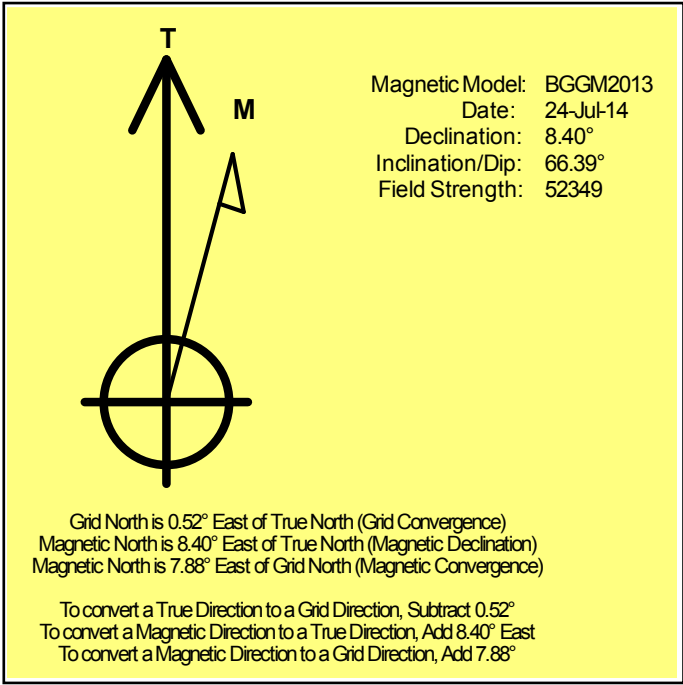 T
M
Magnetic Model: BGGM2013
Date: 24-Jul-14
Declination: 8.40°
Inclination/Dip: 66.39°
Field Strength: 52349
Grid North is 0.52° East of True North (Grid Convergence)
Magnetic North is 8.40° East of True North (Magnetic Declination)
Magnetic North is 7.88° East of Grid North (Magnetic Convergence)
To convert a True Direction to a Grid Direction, Subtract 0.52°
To convert a Magnetic Direction to a True Direction, Add 8.40° East
To convert a Magnetic Direction to a Grid Direction, Add 7.88°